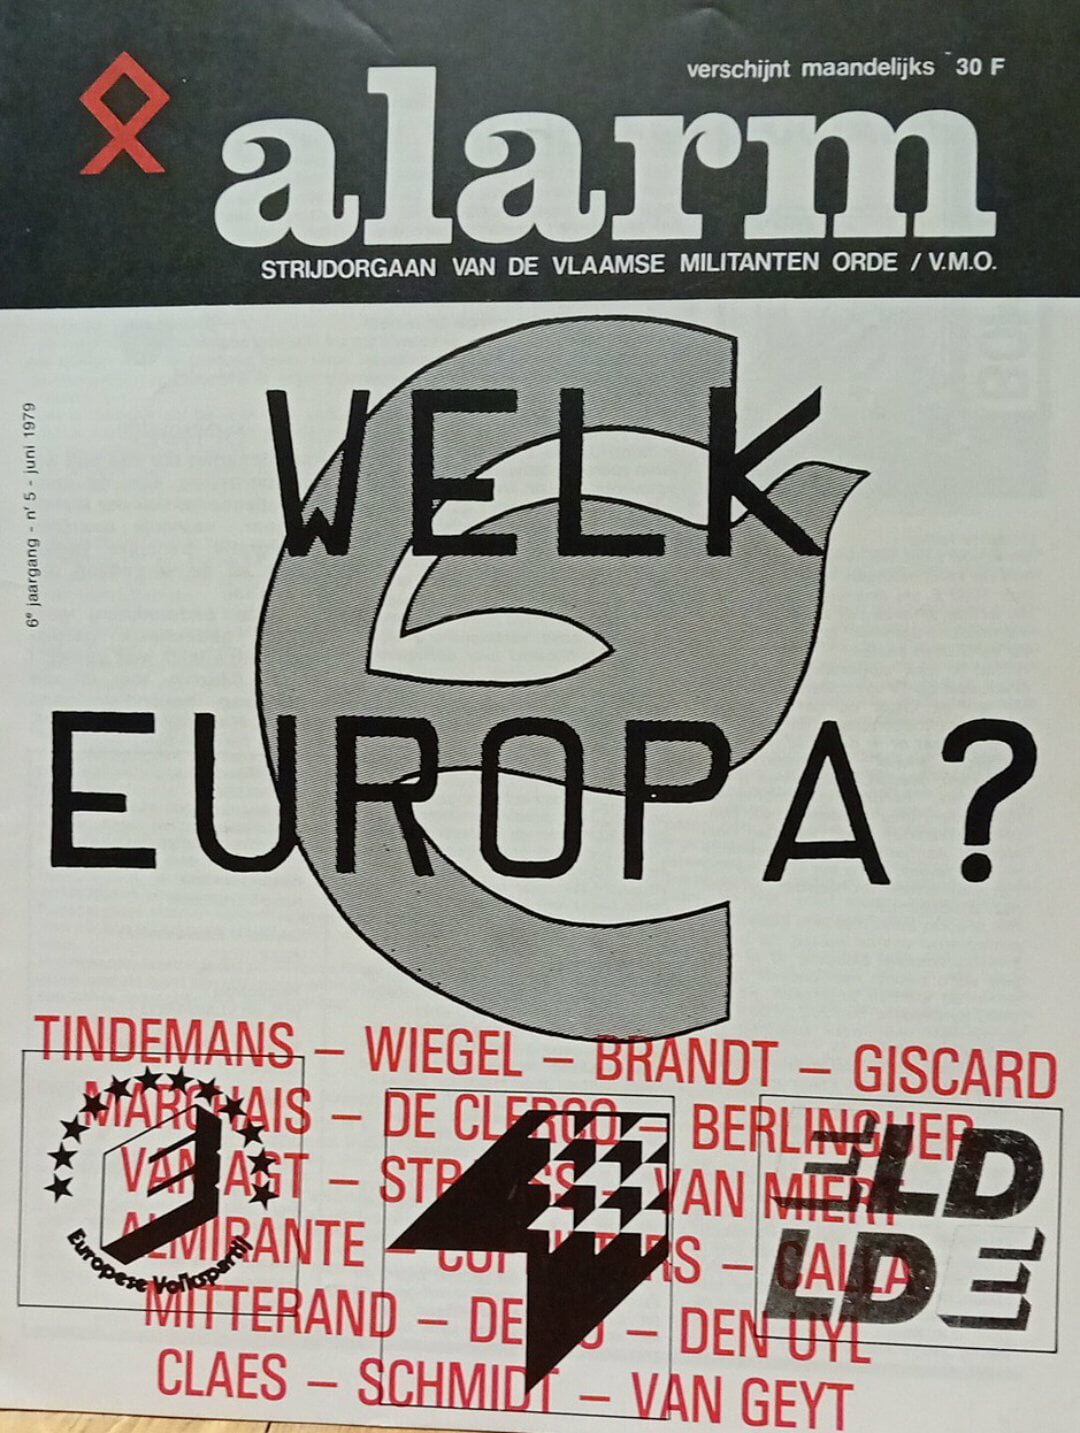 verschijnt maandelijks 30 F
alarm
STRIJDORGAAN VAN DE VLAAMSE MILITANTEN ORDE / V.M.O.
6e jaargang - nr 5 - juni 1979
WELK
EUROPA?
TINDEMANS – WIEGEL – BRANDT – GISCARD
MARCHAIS – DE CLERCQ – BERLINGUER
VAN AGT – STRAUSS – VAN MIERT
ALMIRANTE – – CALLA
MITTERAND – DE – DEN UYL
CLAES – SCHMIDT – VAN GEYT
Europese Volkspartij
ELD
LDE